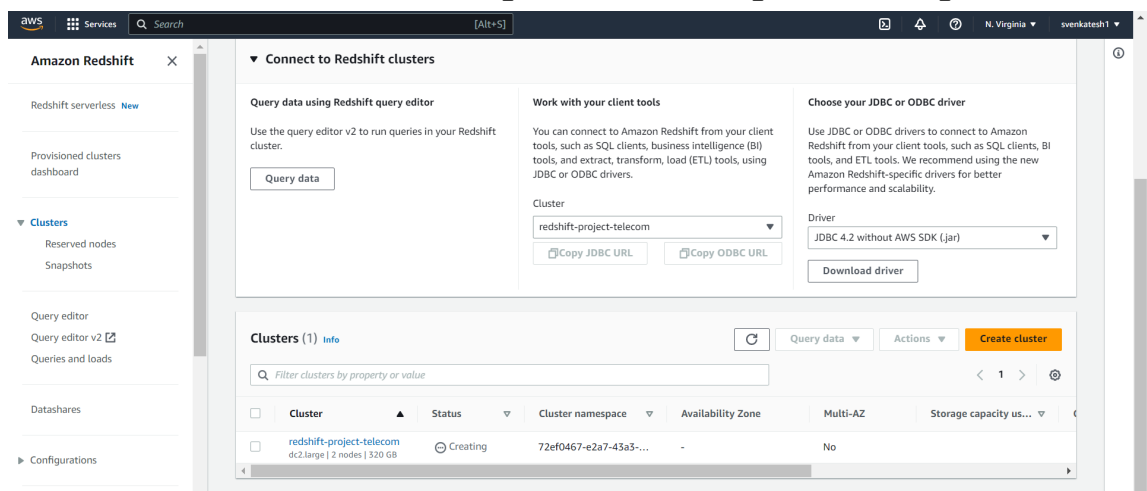 aws
Services
Search
[Alt+S]
N. Virginia
svenkatesh1
Amazon Redshift
Redshift serverless New
Provisioned clusters
dashboard
Clusters
Reserved nodes
Snapshots
Query editor
Query editor v2
Queries and loads
Datashares
Configurations
Connect to Redshift clusters
Query data using Redshift query editor
Use the query editor v2 to run queries in your Redshift
cluster.
Query data
Work with your client tools
You can connect to Amazon Redshift from your client
tools, such as SQL clients, business intelligence (BI)
tools, and extract, transform, load (ETL) tools, using
JDBC or ODBC drivers.
Cluster
redshift-project-telecom
Copy JDBC URL
Copy ODBC URL
Choose your JDBC or ODBC driver
Use JDBC or ODBC drivers to connect to Amazon
Redshift from your client tools, such as SQL clients, BI
tools, and ETL tools. We recommend using the new
Amazon Redshift-specific drivers for better
performance and scalability.
Driver
JDBC 4.2 without AWS SDK (.jar)
Download driver
Clusters (1) Info
Query data
Actions
Create cluster
Filter clusters by property or value
1
Cluster
Status
Cluster namespace
Availability Zone
Multi-AZ
Storage capacity us...
redshift-project-telecom
dc2.large | 2 nodes | 320 GB
Creating
72ef0467-e2a7-43a3-...
-
No